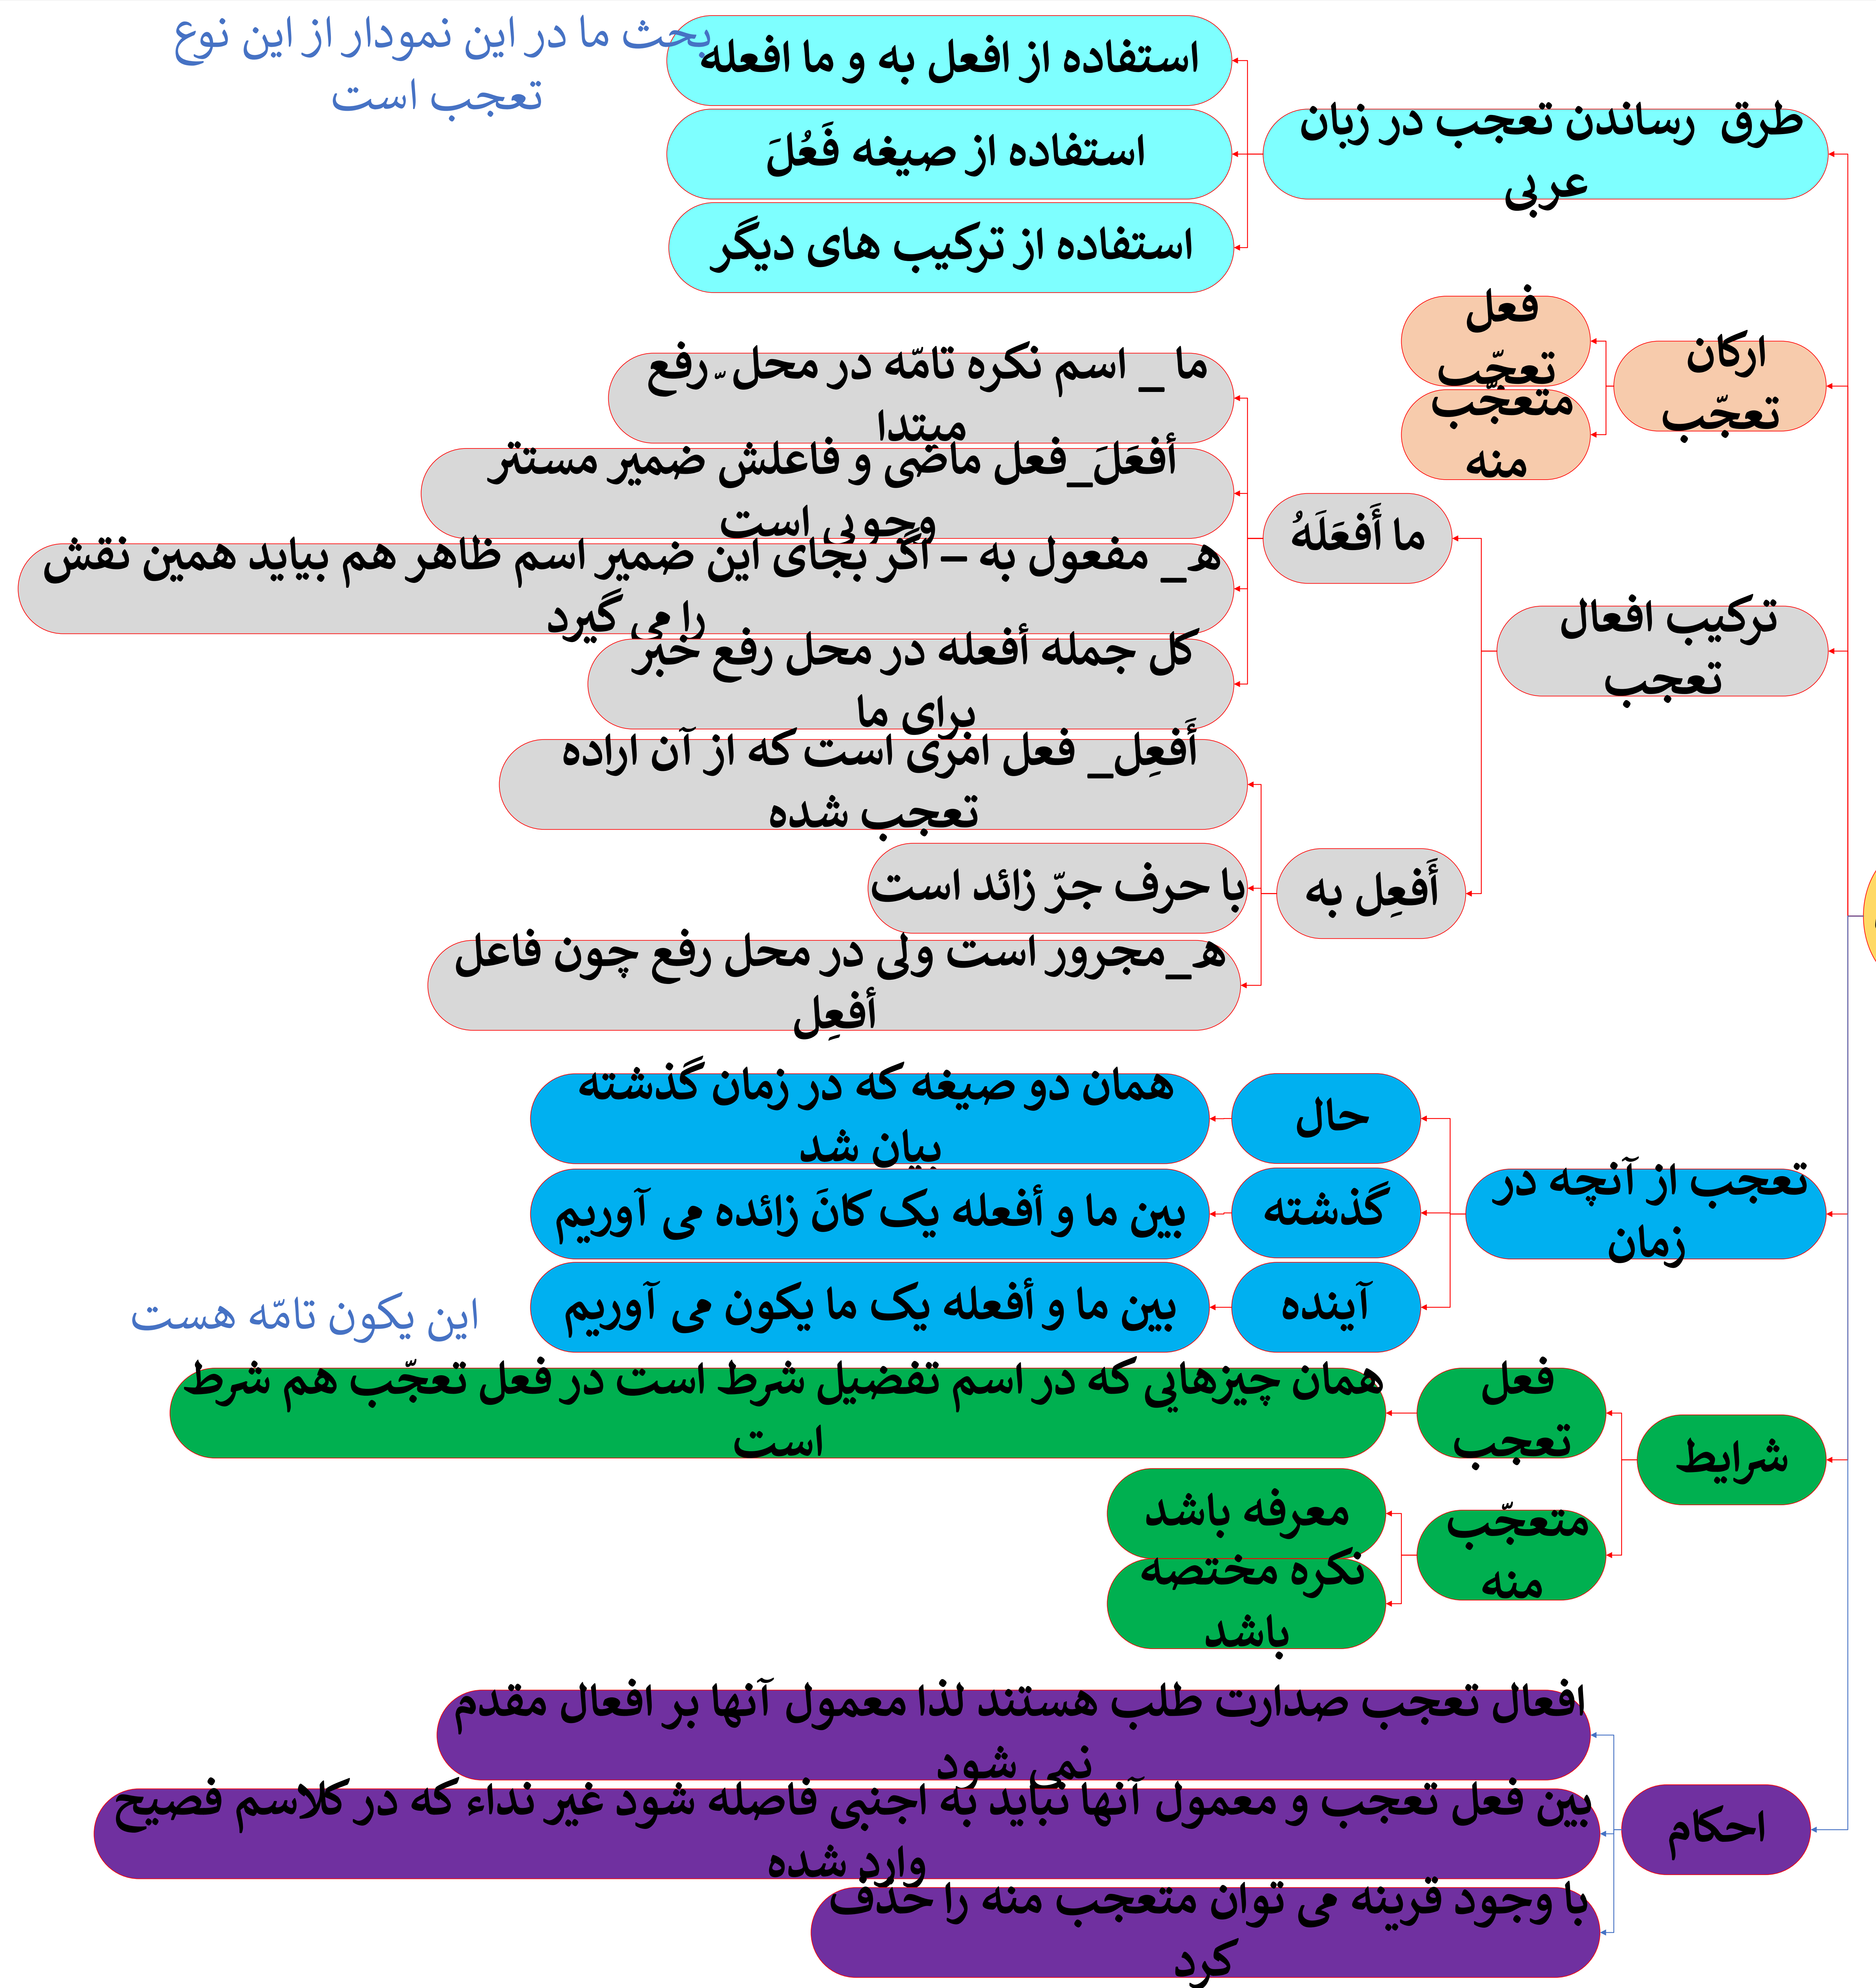 بحث ما در این نمودار از این نوع
تعجب است
استفاده از افعل به و ما افعله
طرق رساندن تعجب در زبان
عربی
استفاده از صیغه فَعُلَ
استفاده از ترکیب های دیگر
ارکان
تعجّب
فعل
تعجّب
متعجّب
منه
ترکیب افعال
تعجب
ما أَفعَلَهُ
ما _ اسم نکره تامّه در محل ّ رفع
مبتدا
أفعَلَ_فعل ماضی و فاعلش ضمیر مستتر
وجوبی است
ه_ مفعول به – اگر بجای این ضمیر اسم ظاهر هم بیاید همین نقش
را می گیرد
کل جمله أفعله در محل رفع خبر
برای ما
أَفعِل به
أَفعِل_ فعل امری است که از آن اراده
تعجب شده
با حرف جرّ زائد است
ه_مجرور است ولی در محل رفع چون فاعل
أفعِل
تعجب از آنچه در
زمان
حال
همان دو صیغه که در زمان گذشته
بیان شد
گذشته
بین ما و أفعله یک کانَ زائده می آوریم
آینده
بین ما و أفعله یک ما یکون می آوریم
این یکون تامّه هست
شرایط
فعل
تعجب
همان چیزهایی که در اسم تفضیل شرط است در فعل تعجّب هم شرط
است
متعجّب
منه
معرفه باشد
نکره مختصه
باشد
احکام
افعال تعجب صدارت طلب هستند لذا معمول آنها بر افعال مقدم
نمی شود
بین فعل تعجب و معمول آنها نباید به اجنبی فاصله شود غیر نداء که در کلاسم فصیح
وارد شده
با وجود قرینه می توان متعجب منه را حذف
کرد